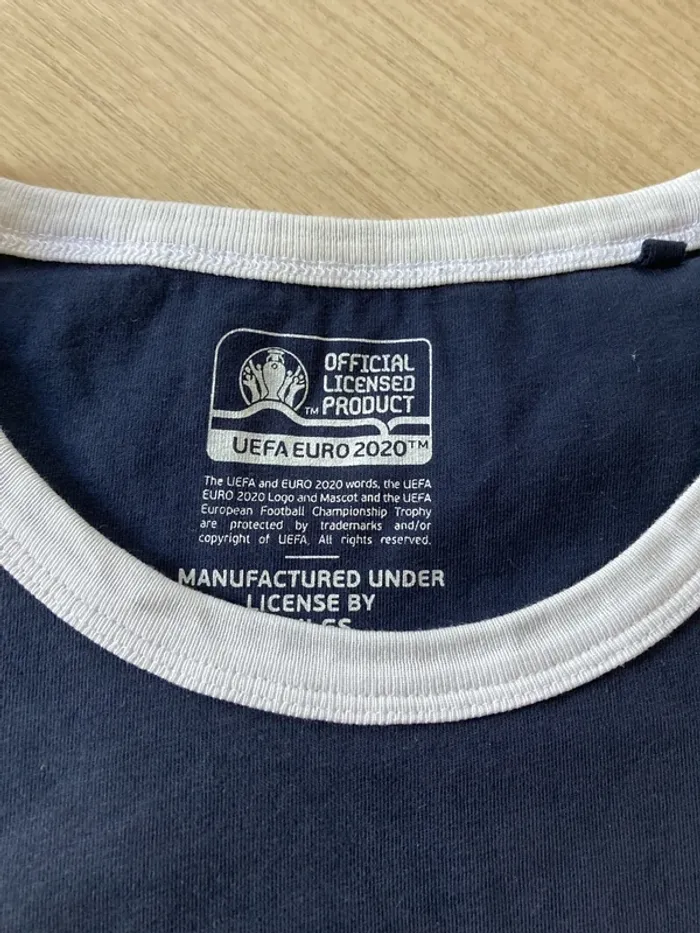 OFFICIAL
LICENSED
™ PRODUCT
UEFA EURO 2020™
The UEFA and EURO 2020 words, the UEFA
EURO 2020 Logo and Mascot and the UEFA
European Football Championship Trophy
are protected by trademarks and/or
copyright of UEFA. All rights reserved.
MANUFACTURED UNDER
LICENSE BY